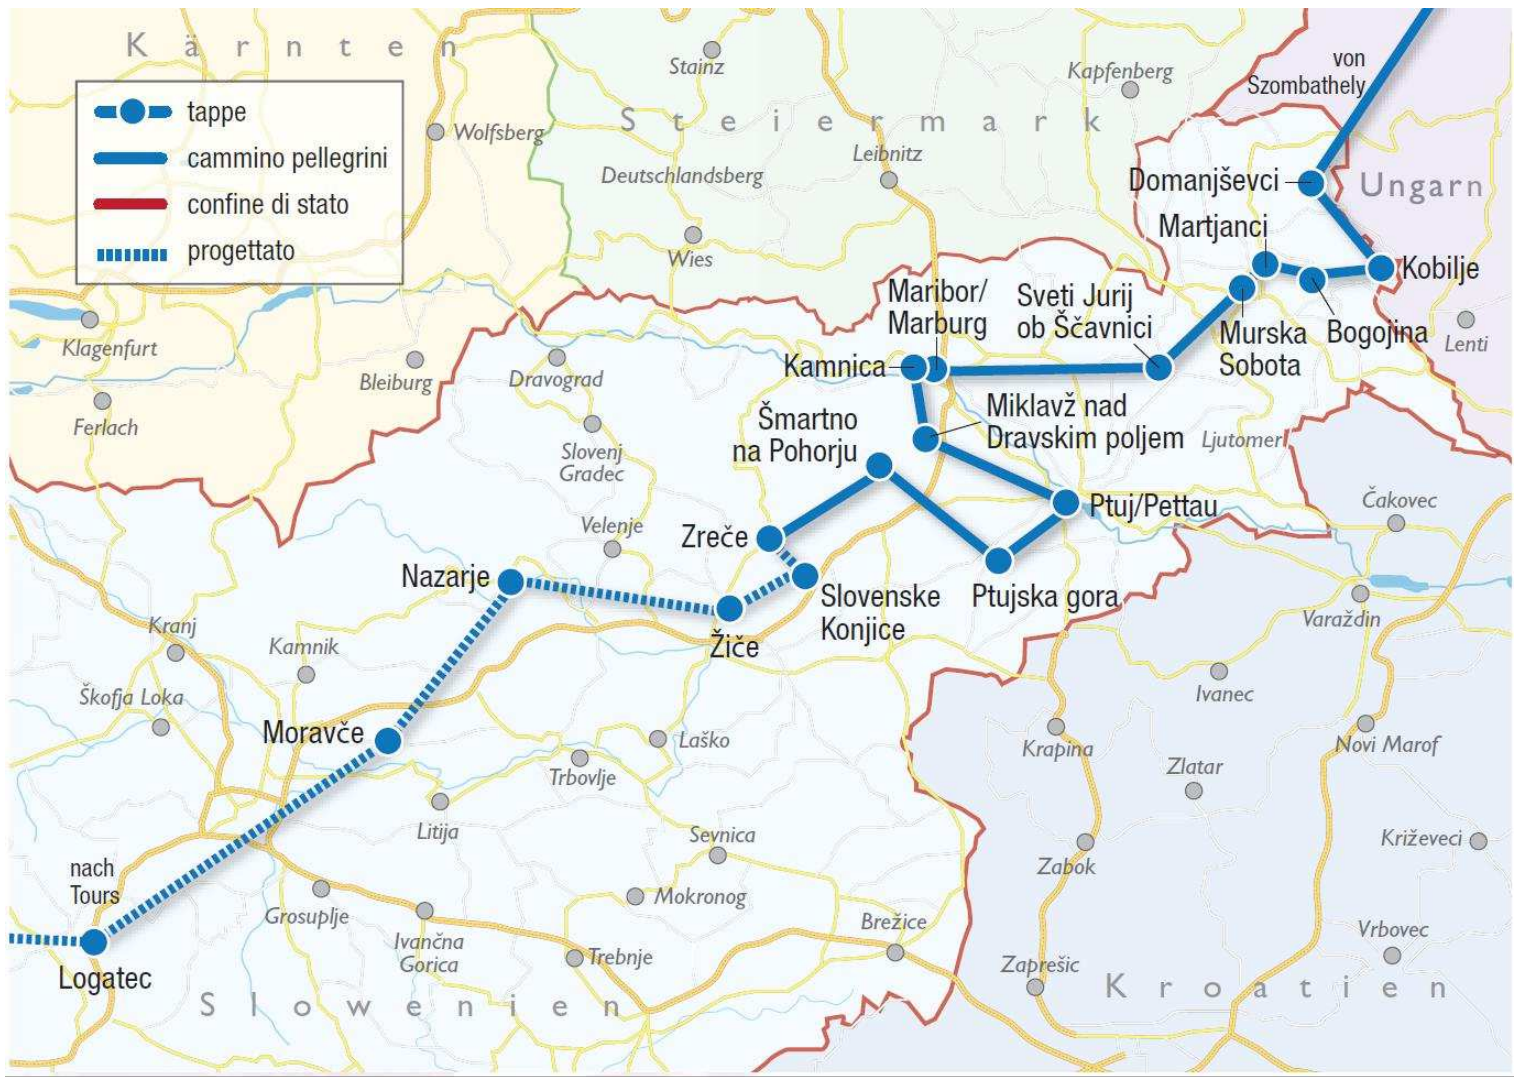 Kärnten
tappe
cammino pellegrini
confine di stato
progettato
Wolfsberg
Stainz
Steiermark
Kapfenberg
von
Szombathely
Leibnitz
Deutschlandsberg
Wies
Domanjševci
Ungarn
Martjanci
Kobilje
Klagenfurt
Bleiburg
Ferlach
Dravograd
Maribor/
Marburg
Sveti Jurij
ob Ščavnici
Murska
Sobota
Bogojina
Lenti
Kamnica
Šmartno
na Pohorju
Miklavž nad
Dravskim poljem
Ljutomer
Slovenj
Gradec
Velenje
Zreče
Ptuj/Pettau
Čakovec
Nazarje
Slovenske
Konjice
Ptujska gora
Varaždin
Kranj
Kamnik
Žiče
Škofja Loka
Ivanec
Moravče
Laško
Trbovlje
Krapina
Novi Marof
Zlatar
Litija
Sevnica
Križeveci
nach
Tours
Zabok
Grosuplje
Mokronog
Ivančna
Gorica
Trebnje
Brežice
Vrbovec
Zaprešic
Logatec
Slowenien
Kroatien